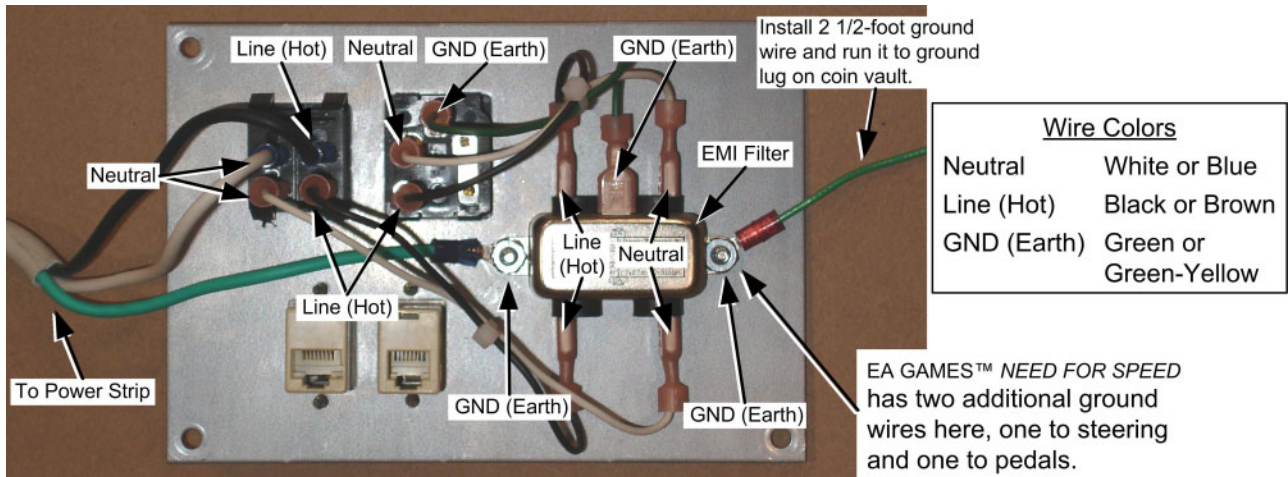 Install 2 1/2-foot ground
wire and run it to ground
lug on coin vault.
Line (Hot)
Neutral
GND (Earth)
GND (Earth)
EMI Filter
Neutral
Line (Hot)
Line
(Hot)
Neutral
To Power Strip
GND (Earth)
GND (Earth)
Wire Colors
Neutral White or Blue
Line (Hot) Black or Brown
GND (Earth) Green or
Green-Yellow
EA GAMES™ NEED FOR SPEED
has two additional ground
wires here, one to steering
and one to pedals.